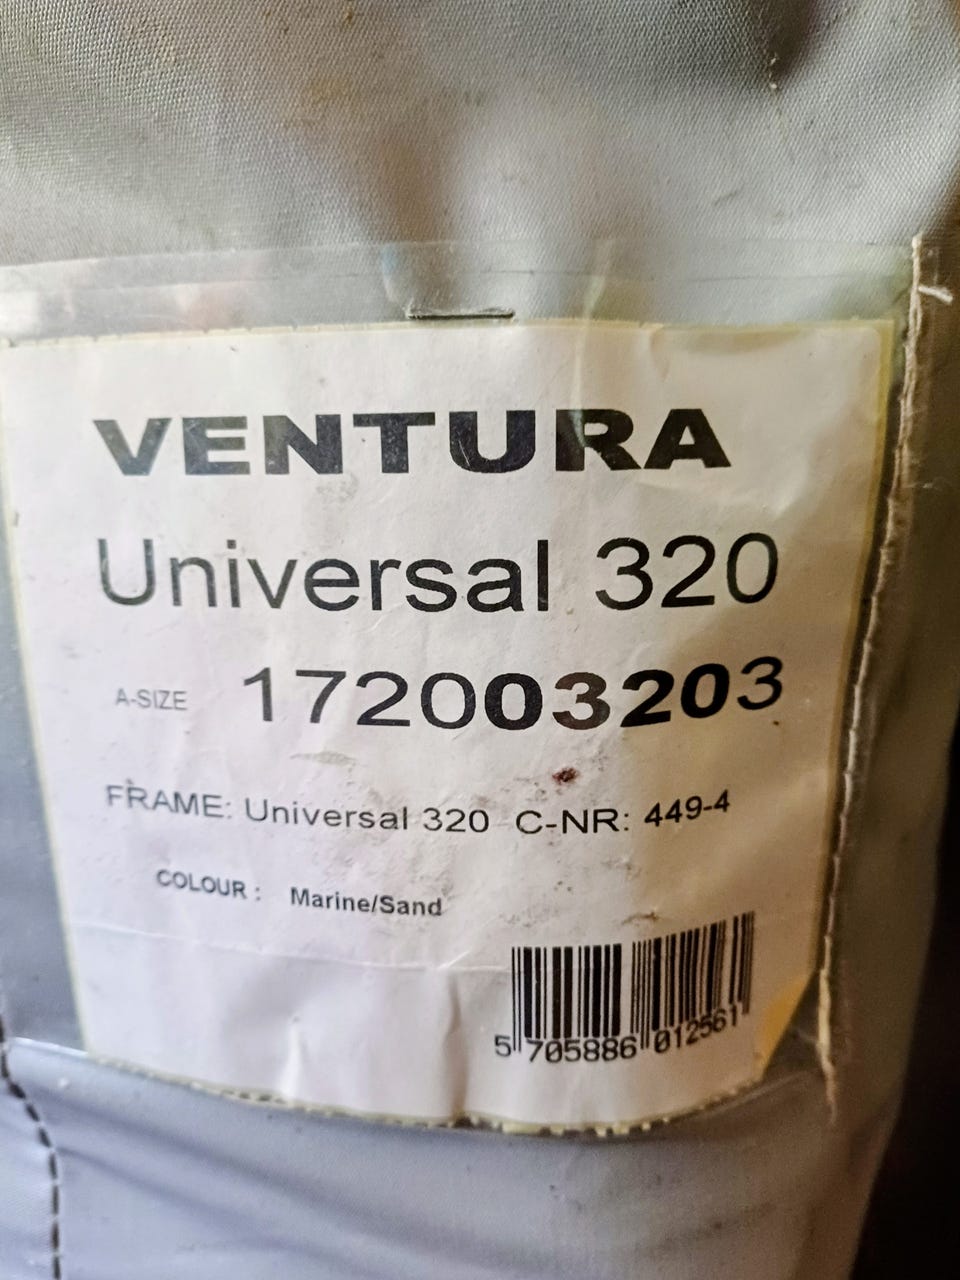 VENTURA
Universal 320
A-SIZE 172003203
FRAME: Universal 320 C-NR: 449-4
COLOUR : Marine/Sand
5 705886 012561